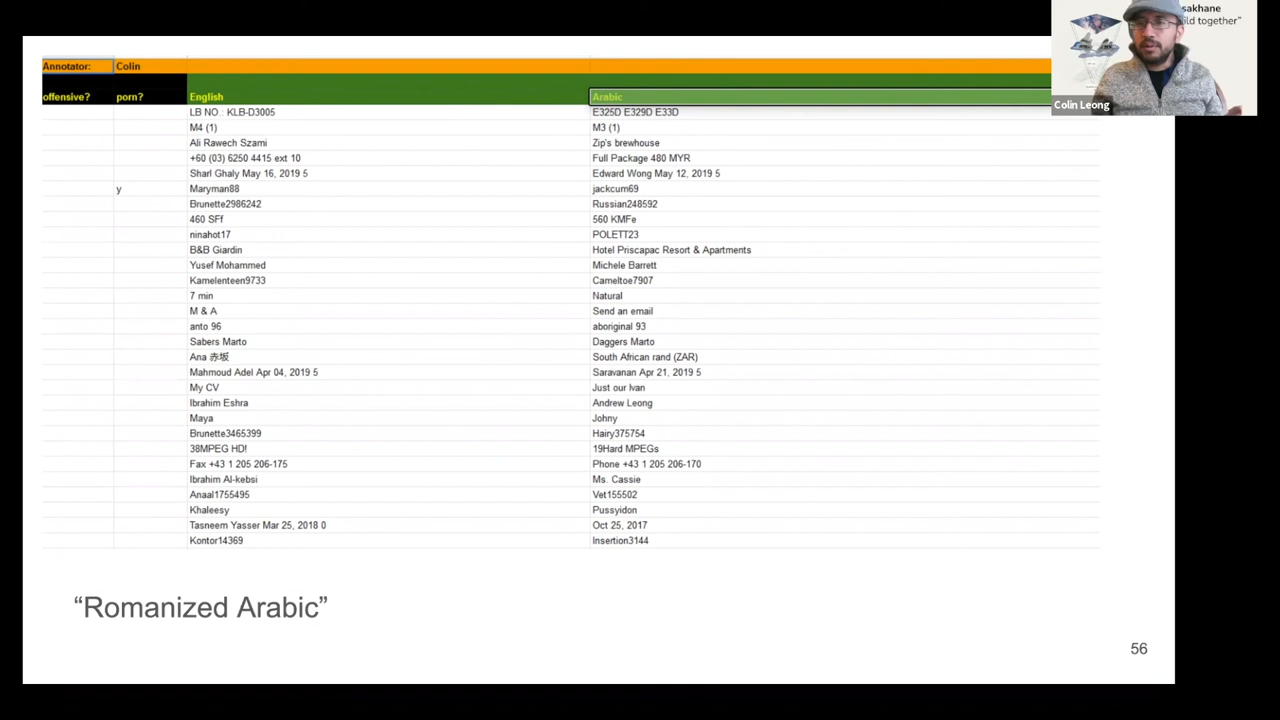 sakhane
ild together”
Colin Leong
Annotator: Colin
offensive? porn? English Arabic
LB NO.: KLB-D3005 E325D E329D E33D
M4 (1) M3 (1)
Ali Rawech Szami Zip's brewhouse
+60 (03) 6250 4415 ext 10 Full Package 480 MYR
Sharl Ghaly May 16, 2019 5 Edward Wong May 12, 2019 5
y Maryman88 jackcum69
Brunette2986242 Russian248592
460 SFf 560 KMFe
ninahot17 POLETT23
B&B Giardin Hotel Priscapac Resort & Apartments
Yusef Mohammed Michele Barrett
Kamelenteen9733 Cameltoe7907
7 min Natural
M & A Send an email
anto 96 aboriginal 93
Sabers Marto Daggers Marto
Ana 赤坂 South African rand (ZAR)
Mahmoud Adel Apr 04, 2019 5 Saravanan Apr 21, 2019 5
My CV Just our Ivan
Ibrahim Eshra Andrew Leong
Maya Johny
Brunette3465399 Hairy375754
38MPEG HD! 19Hard MPEGs
Fax +43 1 205 206-175 Phone +43 1 205 206-170
Ibrahim Al-kebsi Ms. Cassie
Anaal1755495 Vet155502
Khaleesy Pussyidon
Tasneem Yasser Mar 25, 2018 0 Oct 25, 2017
Kontor14369 Insertion3144
“Romanized Arabic”
56